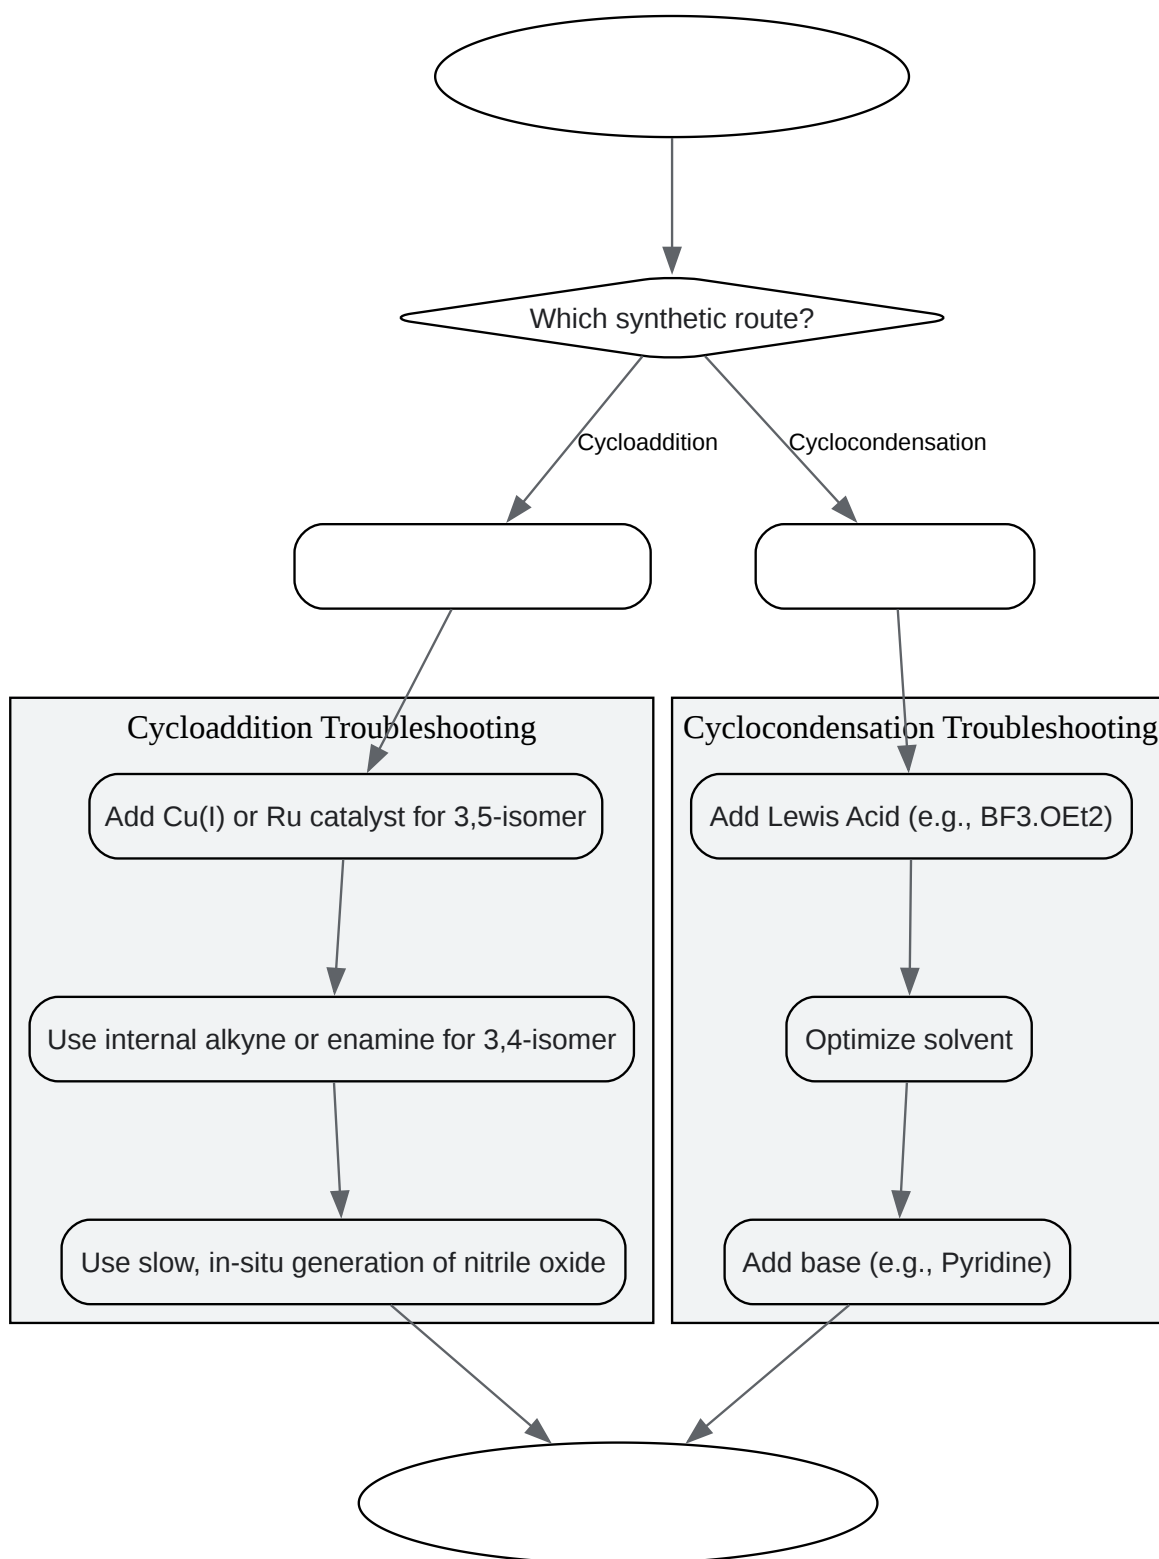 Which synthetic route?
Cycloaddition
Cyclocondensation
Cycloaddition Troubleshooting
Add Cu(I) or Ru catalyst for 3,5-isomer
Use internal alkyne or enamine for 3,4-isomer
Use slow, in-situ generation of nitrile oxide
Cyclocondensation Troubleshooting
Add Lewis Acid (e.g., BF3.OEt2)
Optimize solvent
Add base (e.g., Pyridine)